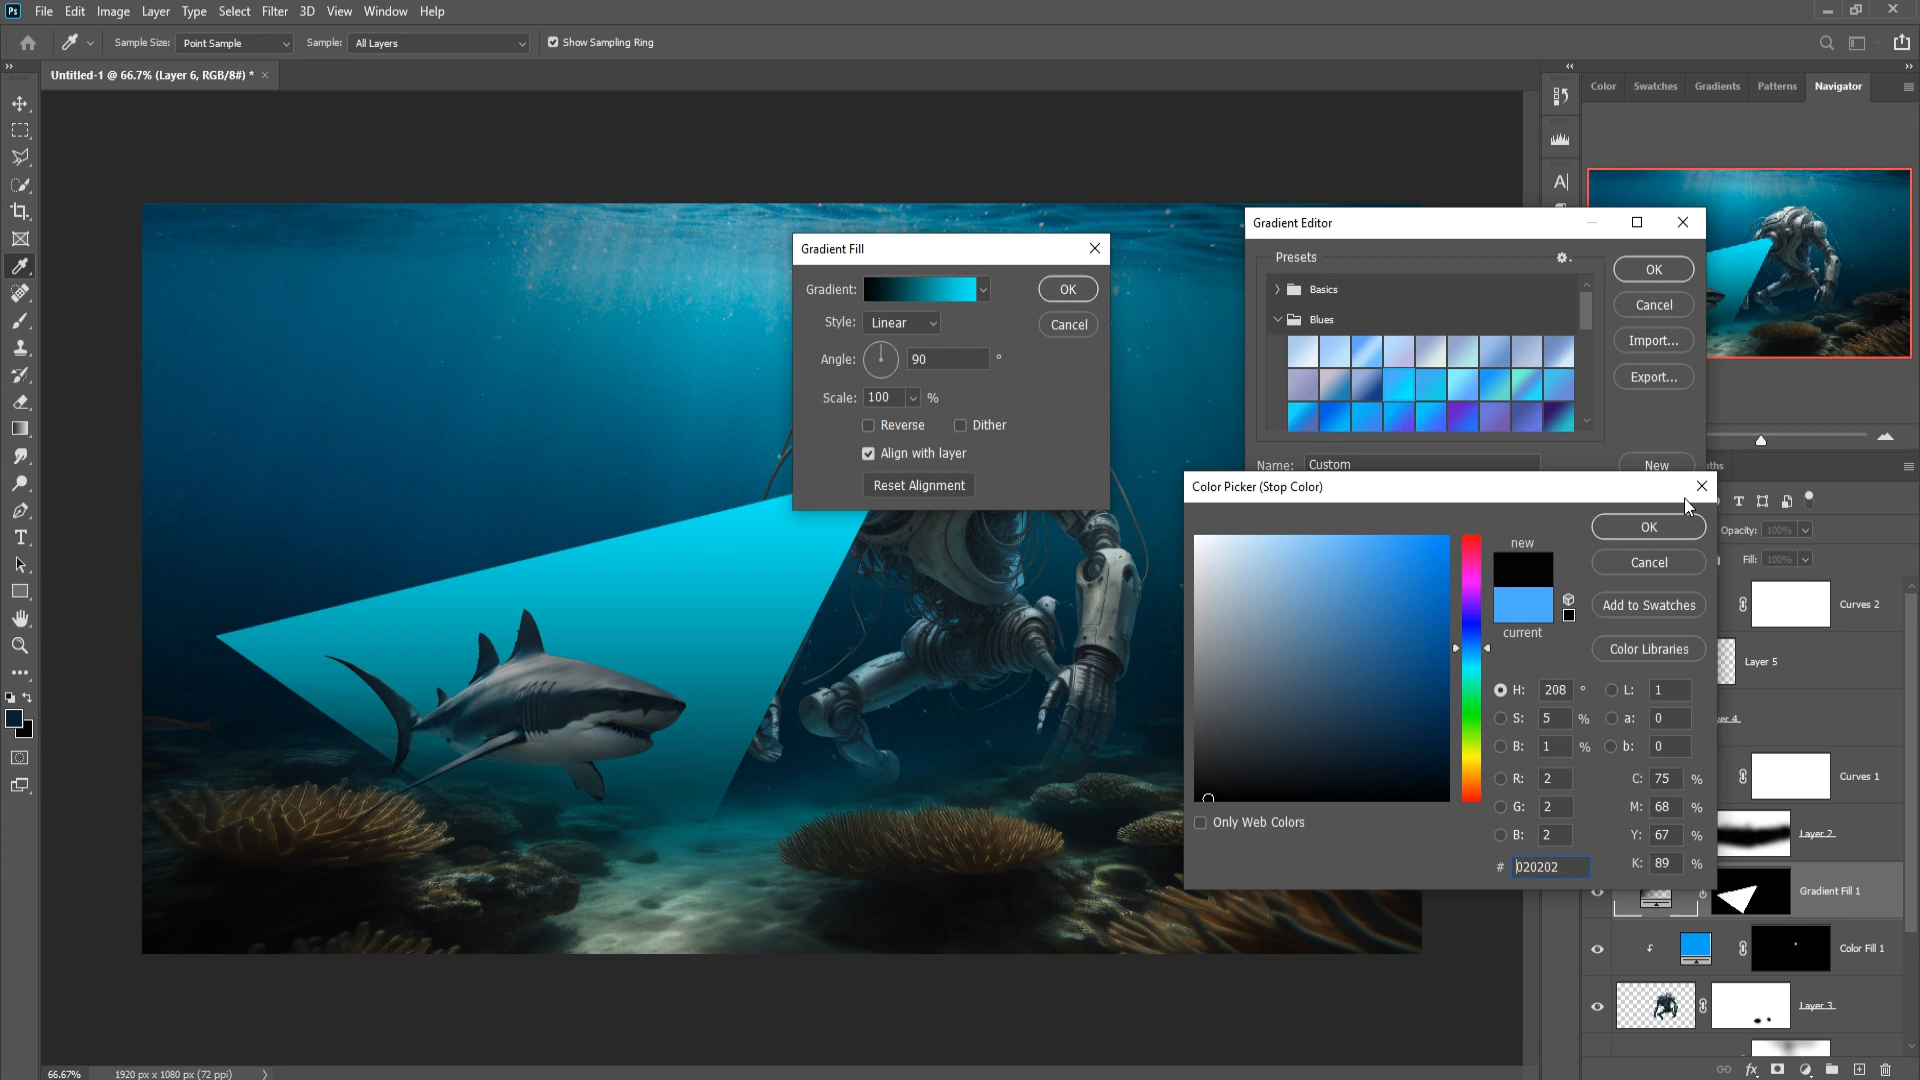 Ps File Edit Image Layer Type Select Filter 3D View Window Help
Sample Size: Point Sample Sample: All Layers Show Sampling Ring
Untitled-1 @ 66.7% (Layer 6, RGB/8#) *
Color Swatches Gradients Patterns Navigator
Gradient Fill
Gradient:
OK
Style: Linear
Cancel
Angle: 90 °
Scale: 100 %
Reverse Dither
Align with layer
Reset Alignment
Gradient Editor
Presets
OK
Basics
Cancel
Blues
Import...
Export...
Name: Custom
New
Color Picker (Stop Color)
OK
new
Cancel
Add to Swatches
current
Color Libraries
H: 208 ° L: 1
S: 5 % a: 0
B: 1 % b: 0
R: 2 C: 75 %
G: 2 M: 68 %
B: 2 Y: 67 %
# 020202 K: 89 %
Only Web Colors
Opacity: 100%
Fill: 100%
Curves 2
Layer 5
Curves 1
Layer 2
Gradient Fill 1
Color Fill 1
Layer 3
fx
66.67% 1920 px x 1080 px (72 ppi)